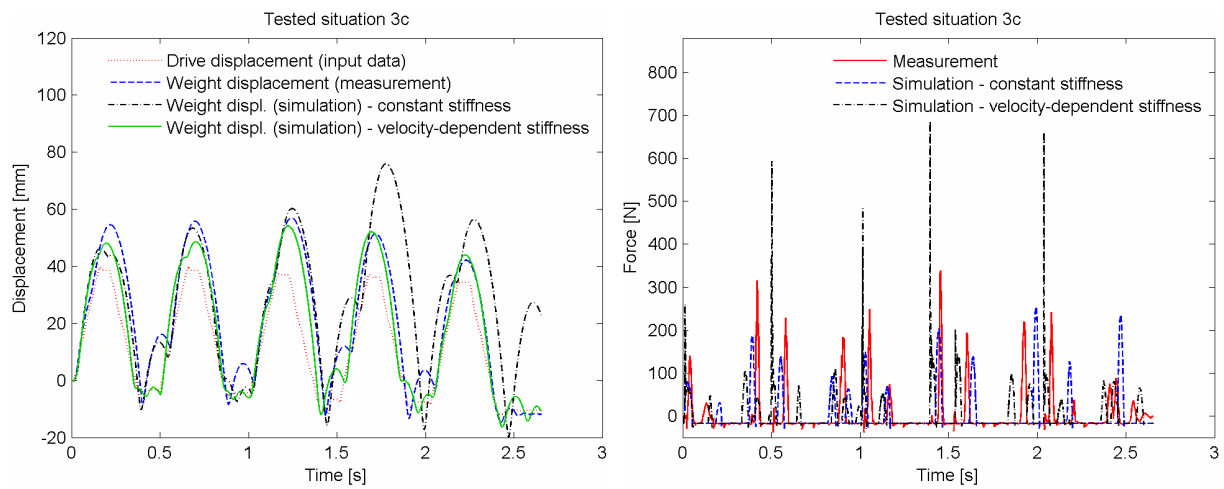 Tested situation 3c
120
100
80
60
40
20
0
-20
Displacement [mm]
Drive displacement (input data)
Weight displacement (measurement)
Weight displ. (simulation) - constant stiffness
Weight displ. (simulation) - velocity-dependent stiffness
0 0.5 1 1.5 2 2.5 3
Time [s]
Tested situation 3c
800
700
600
500
400
300
200
100
0
Force [N]
Measurement
Simulation - constant stiffness
Simulation - velocity-dependent stiffness
0 0.5 1 1.5 2 2.5 3
Time [s]